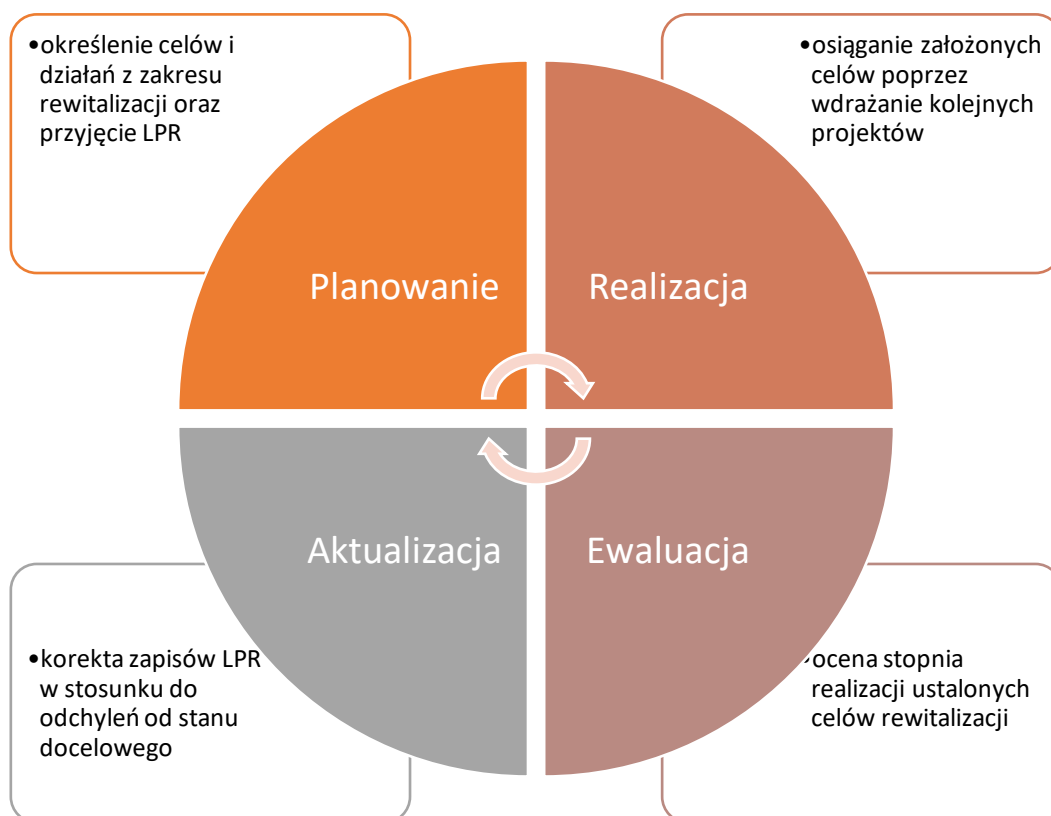 •określenie celów i
działań z zakresu
rewitalizacji oraz
przyjęcie LPR
•osiąganie założonych
celów poprzez
wdrażanie kolejnych
projektów
Planowanie
Realizacja
Aktualizacja
Ewaluacja
•korekta zapisów LPR
w stosunku do
odchyleń od stanu
docelowego
•ocena stopnia
realizacji ustalonych
celów rewitalizacji